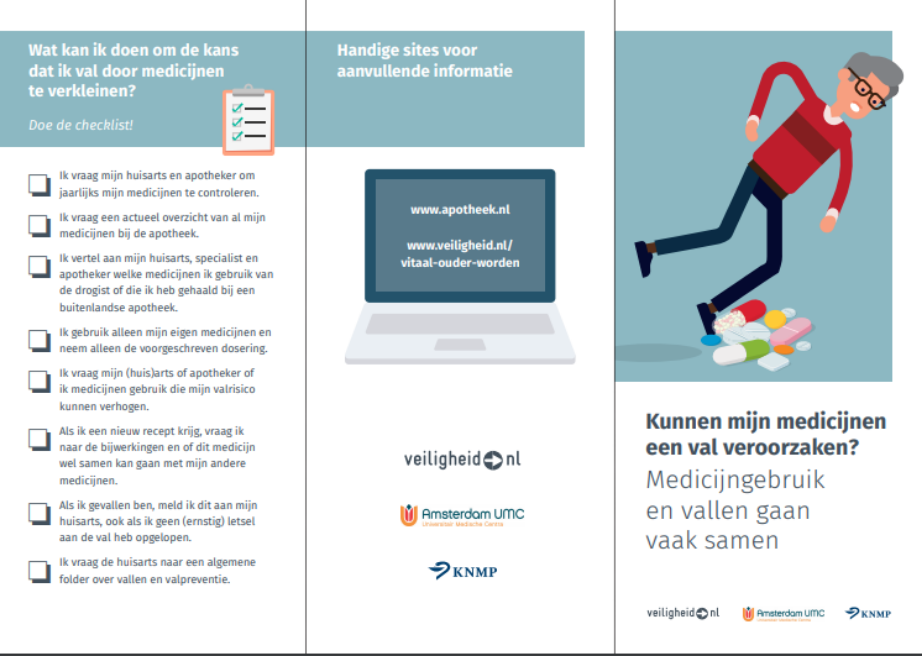 Wat kan ik doen om de kans
dat ik val door medicijnen
te verkleinen?
Doe de checklist!
Ik vraag mijn huisarts en apotheker om
jaarlijks mijn medicijnen te controleren.
Ik vraag een actueel overzicht van al mijn
medicijnen bij de apotheek.
Ik vertel aan mijn huisarts, specialist en
apotheker welke medicijnen ik gebruik van
de drogist of die ik heb gehaald bij een
buitenlandse apotheek.
Ik gebruik alleen mijn eigen medicijnen en
neem alleen de voorgeschreven dosering.
Ik vraag mijn (huis)arts of apotheker of
ik medicijnen gebruik die mijn valrisico
kunnen verhogen.
Als ik een nieuw recept krijg, vraag ik
naar de bijwerkingen en of dit medicijn
wel samen kan gaan met mijn andere
medicijnen.
Als ik gevallen ben, meld ik dit aan mijn
huisarts, ook als ik geen (ernstig) letsel
aan de val heb opgelopen.
Ik vraag de huisarts naar een algemene
folder over vallen en valpreventie.
Handige sites voor
aanvullende informatie
www.apotheek.nl
www.veiligheid.nl/
vitaal-ouder-worden
veiligheid nl
Amsterdam UMC
Universitair Medische Centra
KNMP
Kunnen mijn medicijnen
een val veroorzaken?
Medicijngebruik
en vallen gaan
vaak samen
veiligheid nl
Amsterdam UMC
Universitair Medische Centra
KNMP